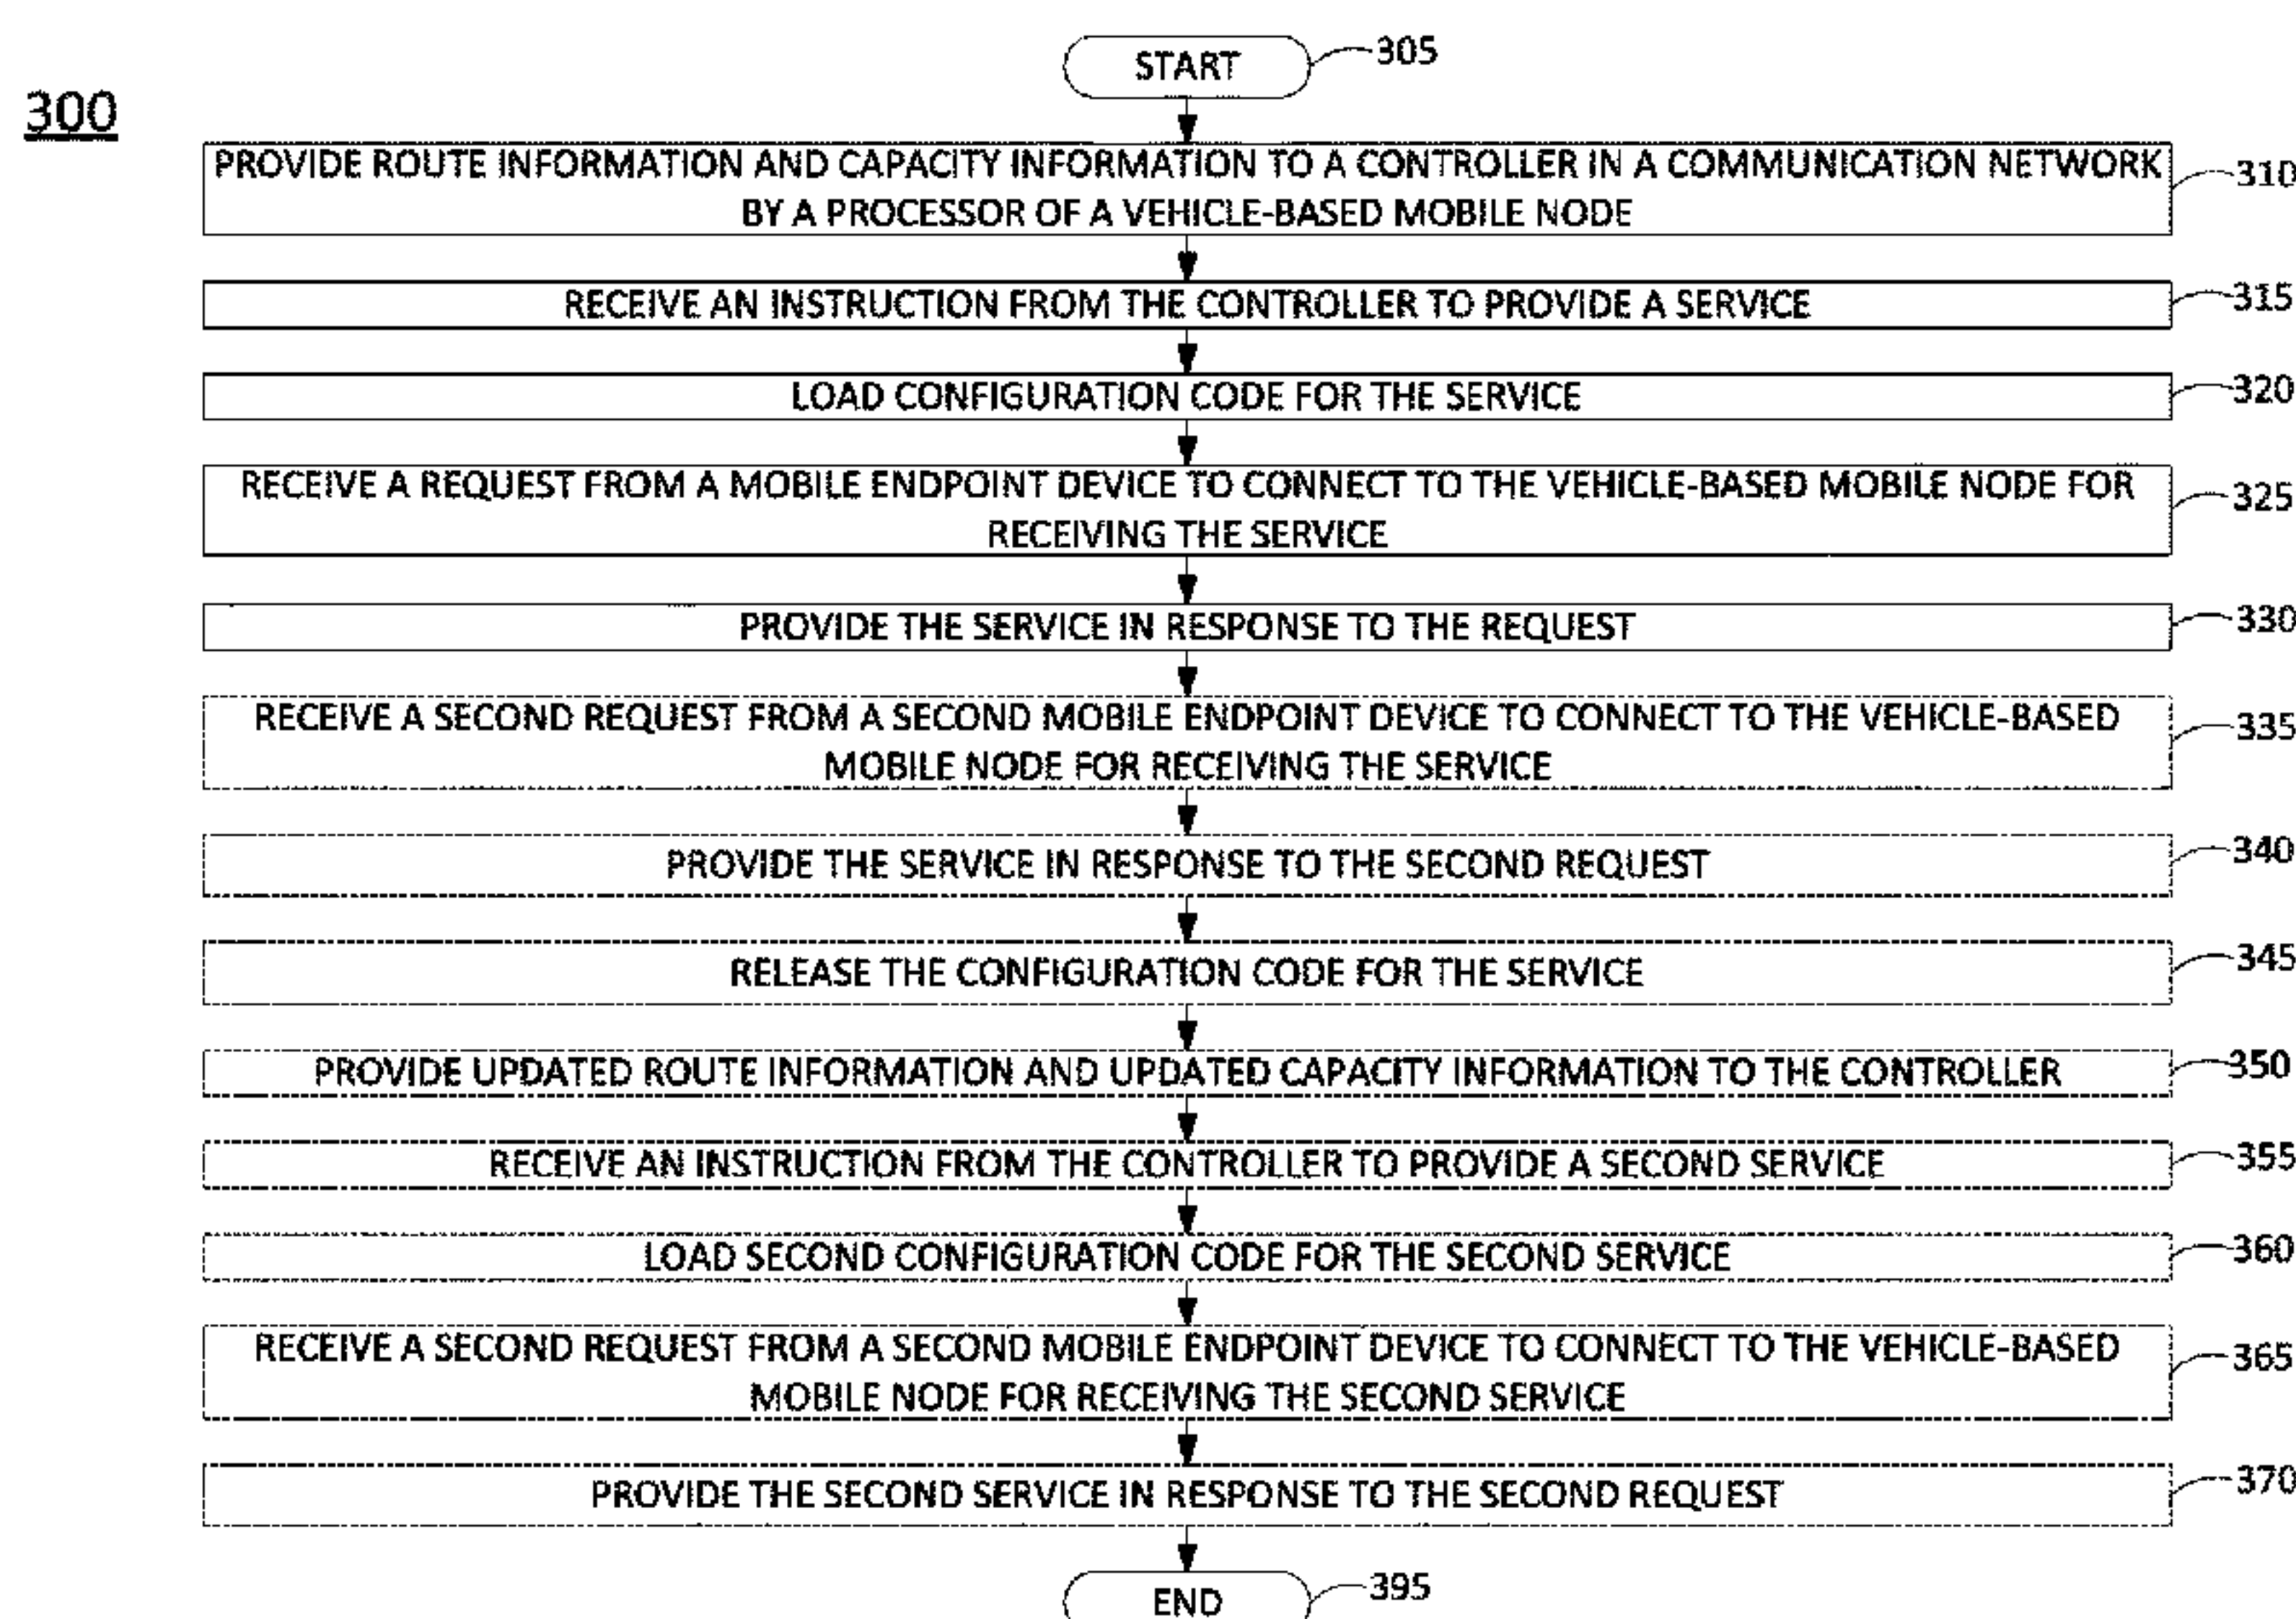 START
305
300
PROVIDE ROUTE INFORMATION AND CAPACITY INFORMATION TO A CONTROLLER IN A COMMUNICATION NETWORK
BY A PROCESSOR OF A VEHICLE-BASED MOBILE NODE
310
RECEIVE AN INSTRUCTION FROM THE CONTROLLER TO PROVIDE A SERVICE
315
LOAD CONFIGURATION CODE FOR THE SERVICE
320
RECEIVE A REQUEST FROM A MOBILE ENDPOINT DEVICE TO CONNECT TO THE VEHICLE-BASED MOBILE NODE FOR
RECEIVING THE SERVICE
325
PROVIDE THE SERVICE IN RESPONSE TO THE REQUEST
330
RECEIVE A SECOND REQUEST FROM A SECOND MOBILE ENDPOINT DEVICE TO CONNECT TO THE VEHICLE-BASED
MOBILE NODE FOR RECEIVING THE SERVICE
335
PROVIDE THE SERVICE IN RESPONSE TO THE SECOND REQUEST
340
RELEASE THE CONFIGURATION CODE FOR THE SERVICE
345
PROVIDE UPDATED ROUTE INFORMATION AND UPDATED CAPACITY INFORMATION TO THE CONTROLLER
350
RECEIVE AN INSTRUCTION FROM THE CONTROLLER TO PROVIDE A SECOND SERVICE
355
LOAD SECOND CONFIGURATION CODE FOR THE SECOND SERVICE
360
RECEIVE A SECOND REQUEST FROM A SECOND MOBILE ENDPOINT DEVICE TO CONNECT TO THE VEHICLE-BASED
MOBILE NODE FOR RECEIVING THE SECOND SERVICE
365
PROVIDE THE SECOND SERVICE IN RESPONSE TO THE SECOND REQUEST
370
END
395